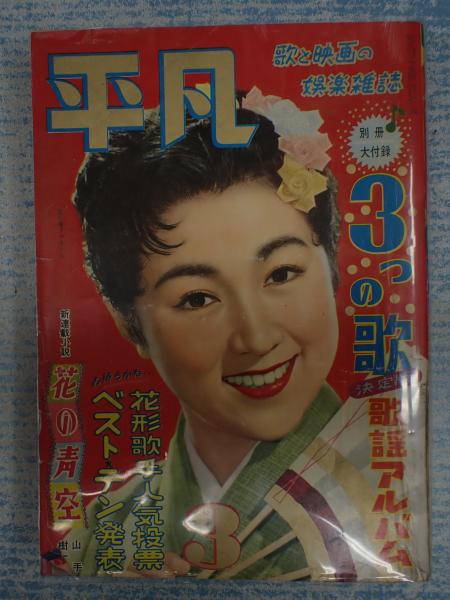 平凡
歌と映画の
娯楽雑誌
別冊
大付録
3つの歌
決定版
歌謡アルバム
新連載小説
花の青空
山手樹
お待ちかね
花形歌手人気投票
ベスト・テン発表
3